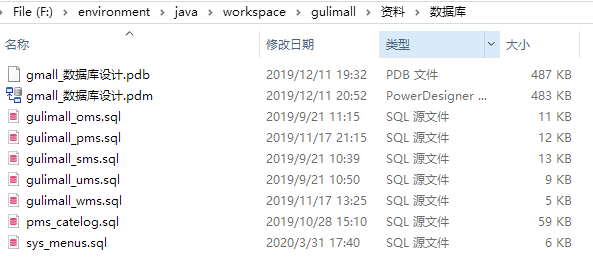 File (F:) > environment > java > workspace > gulimall > 资料 > 数据库
名称 修改日期 类型 大小
gmall_数据库设计.pdb 2019/12/11 19:32 PDB 文件 487 KB
gmall_数据库设计.pdm 2019/12/11 20:52 PowerDesigner ... 483 KB
gulimall_oms.sql 2019/9/21 11:15 SQL 源文件 11 KB
gulimall_pms.sql 2019/11/17 21:15 SQL 源文件 12 KB
gulimall_sms.sql 2019/9/21 10:39 SQL 源文件 13 KB
gulimall_ums.sql 2019/9/21 10:50 SQL 源文件 9 KB
gulimall_wms.sql 2019/11/17 13:25 SQL 源文件 5 KB
pms_catelog.sql 2019/10/28 15:10 SQL 源文件 59 KB
sys_menus.sql 2020/3/31 17:40 SQL 源文件 6 KB